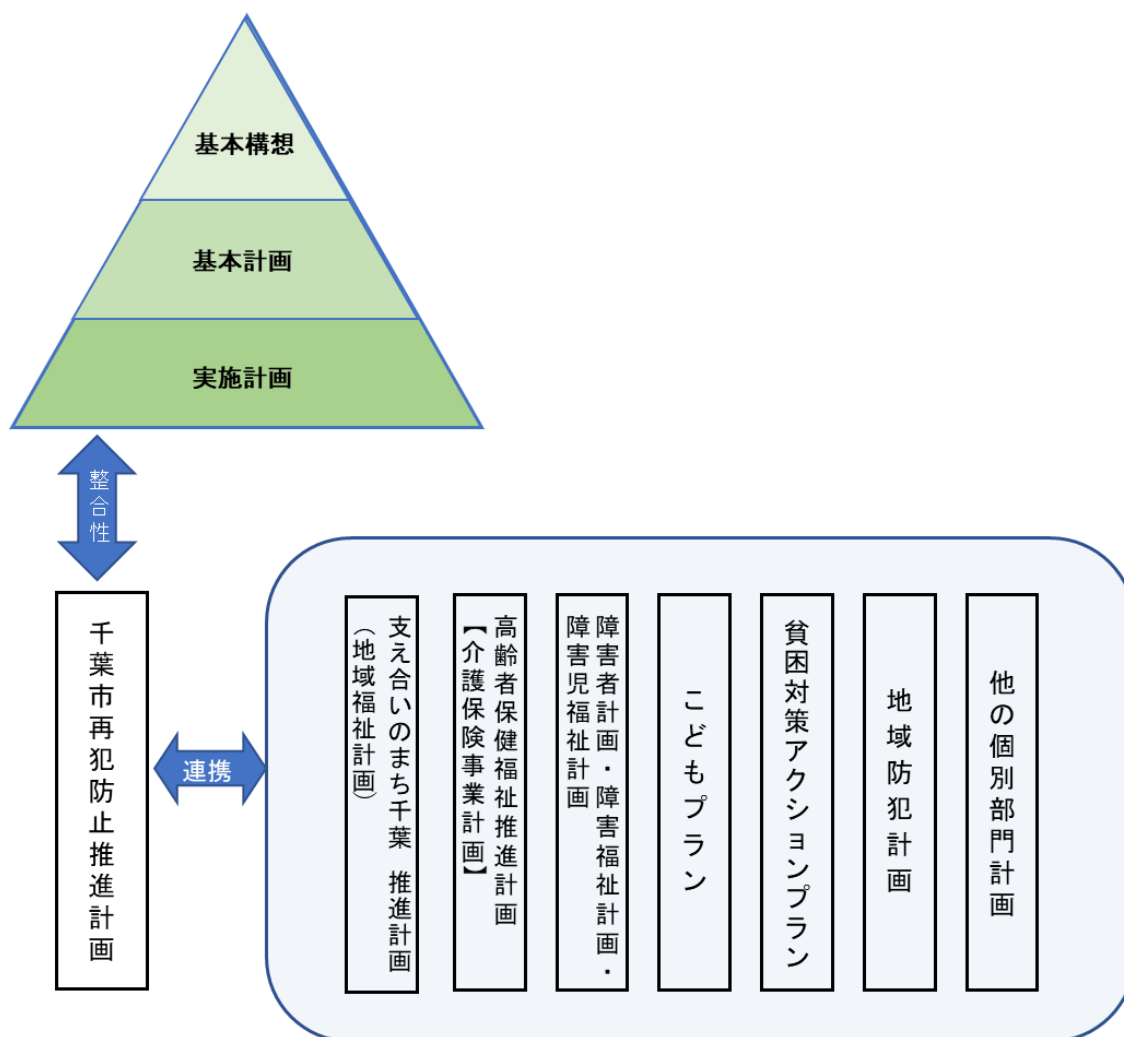 基本構想
基本計画
実施計画
整合性
千葉市再犯防止推進計画
連携
支え合いのまち千葉 推進計画
（地域福祉計画）
高齢者保健福祉推進計画
【介護保険事業計画】
障害者計画・障害福祉計画・
障害児福祉計画
こどもプラン
貧困対策アクションプラン
地域防犯計画
他の個別部門計画